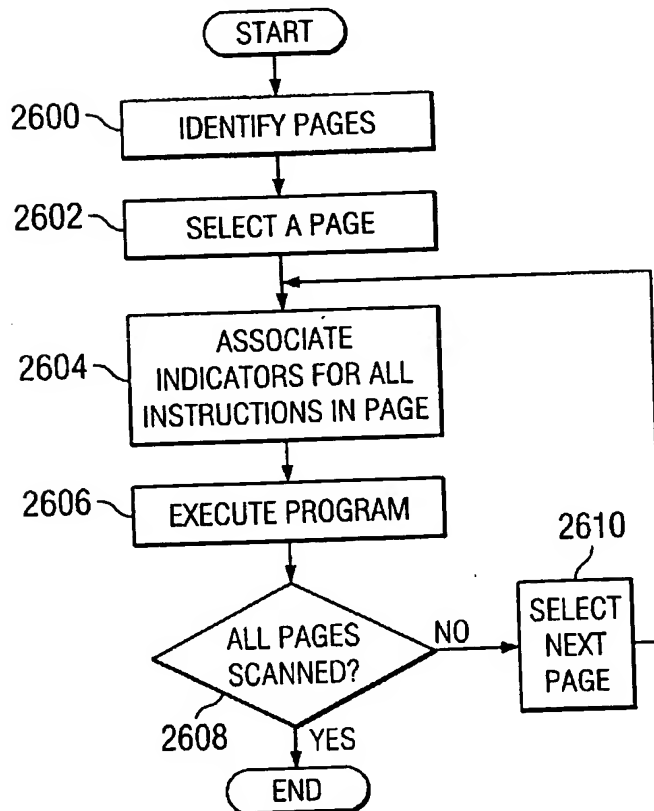 START
2600
IDENTIFY PAGES
2602
SELECT A PAGE
2604
ASSOCIATE
INDICATORS FOR ALL
INSTRUCTIONS IN PAGE
2606
EXECUTE PROGRAM
2610
ALL PAGES
SCANNED?
NO
SELECT
NEXT
PAGE
2608
YES
END